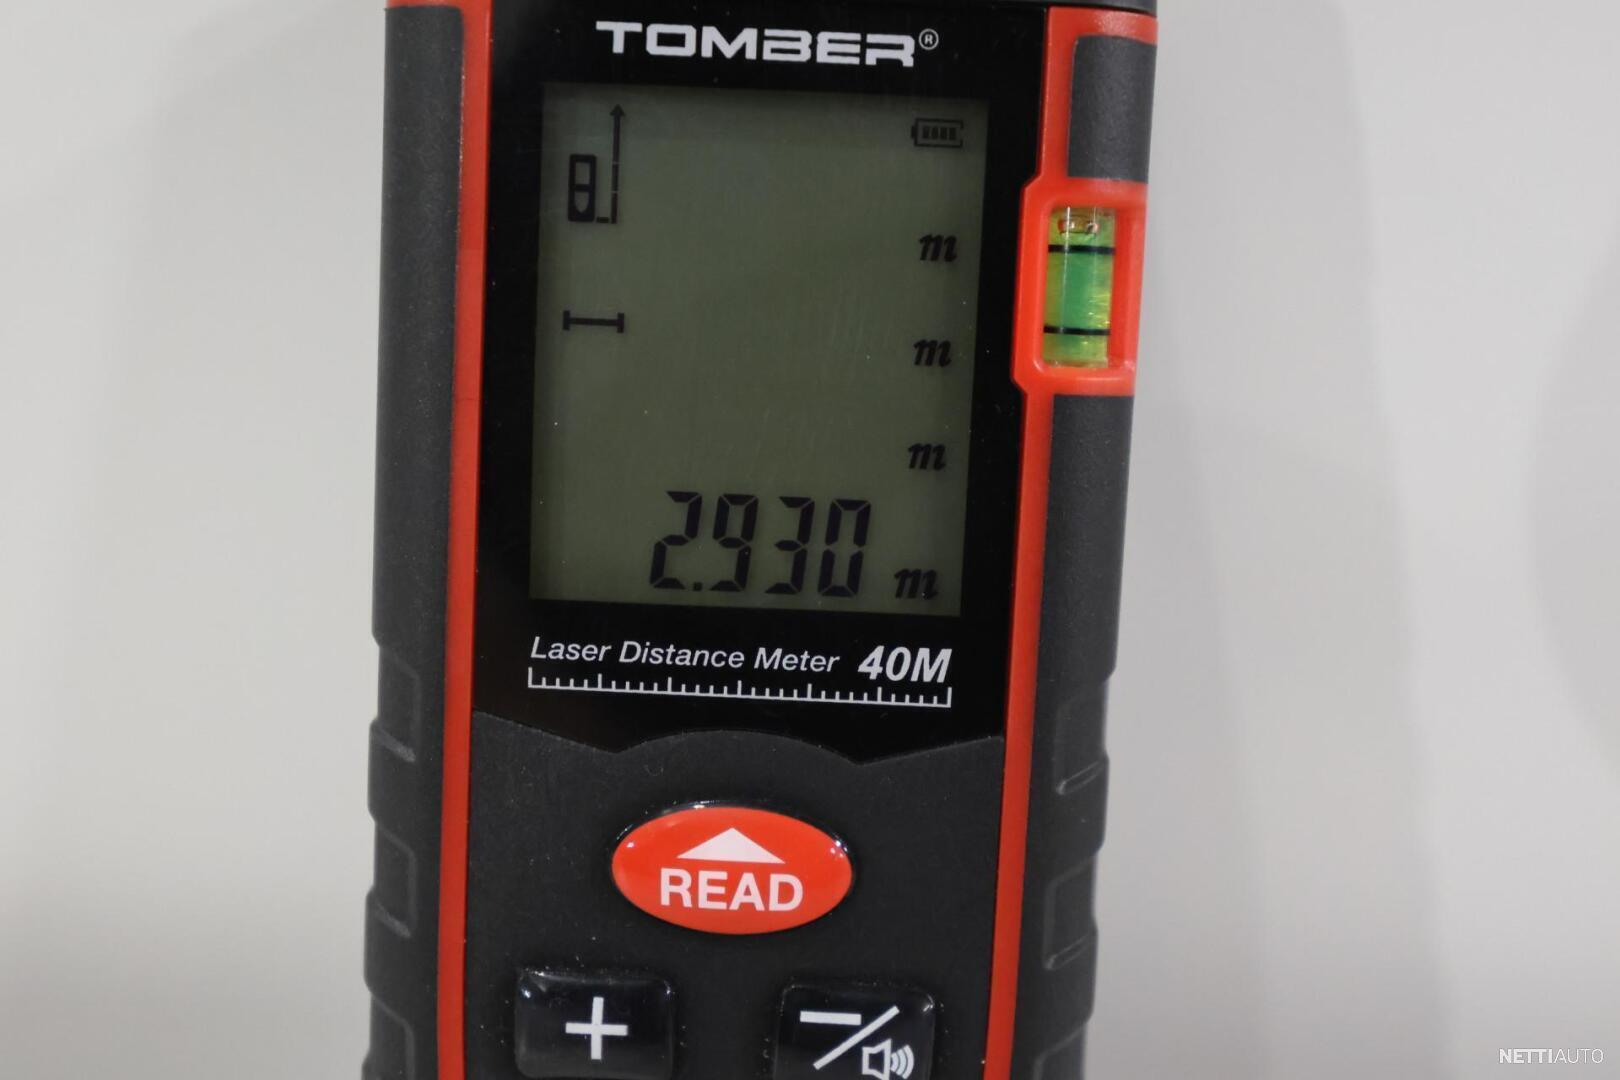 TOMBER®
m
m
m
2.930 m
Laser Distance Meter 40M
READ
+
−/
NETTIAUTO